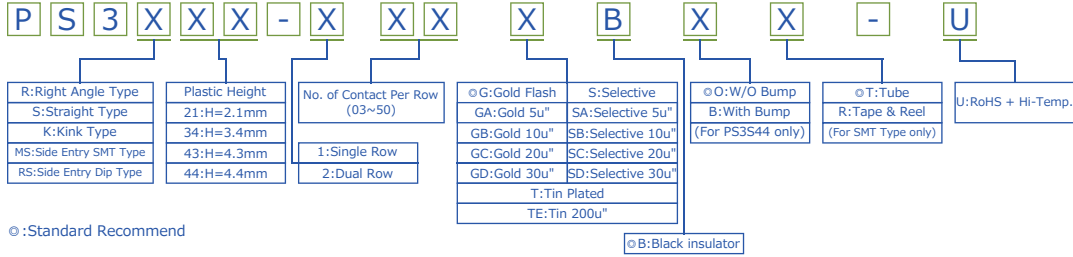 P S 3 X X X - X X X X B X X - U
R:Right Angle Type
S:Straight Type
K:Kink Type
MS:Side Entry SMT Type
RS:Side Entry Dip Type
Plastic Height
21:H=2.1mm
34:H=3.4mm
43:H=4.3mm
44:H=4.4mm
No. of Contact Per Row
(03~50)
1:Single Row
2:Dual Row
◎G:Gold Flash S:Selective
GA:Gold 5u" SA:Selective 5u"
GB:Gold 10u" SB:Selective 10u"
GC:Gold 20u" SC:Selective 20u"
GD:Gold 30u" SD:Selective 30u"
T:Tin Plated
TE:Tin 200u"
◎B:Black insulator
◎O:W/O Bump
B:With Bump
(For PS3S44 only)
◎T:Tube
R:Tape & Reel
(For SMT Type only)
U:RoHS + Hi-Temp.
◎:Standard Recommend